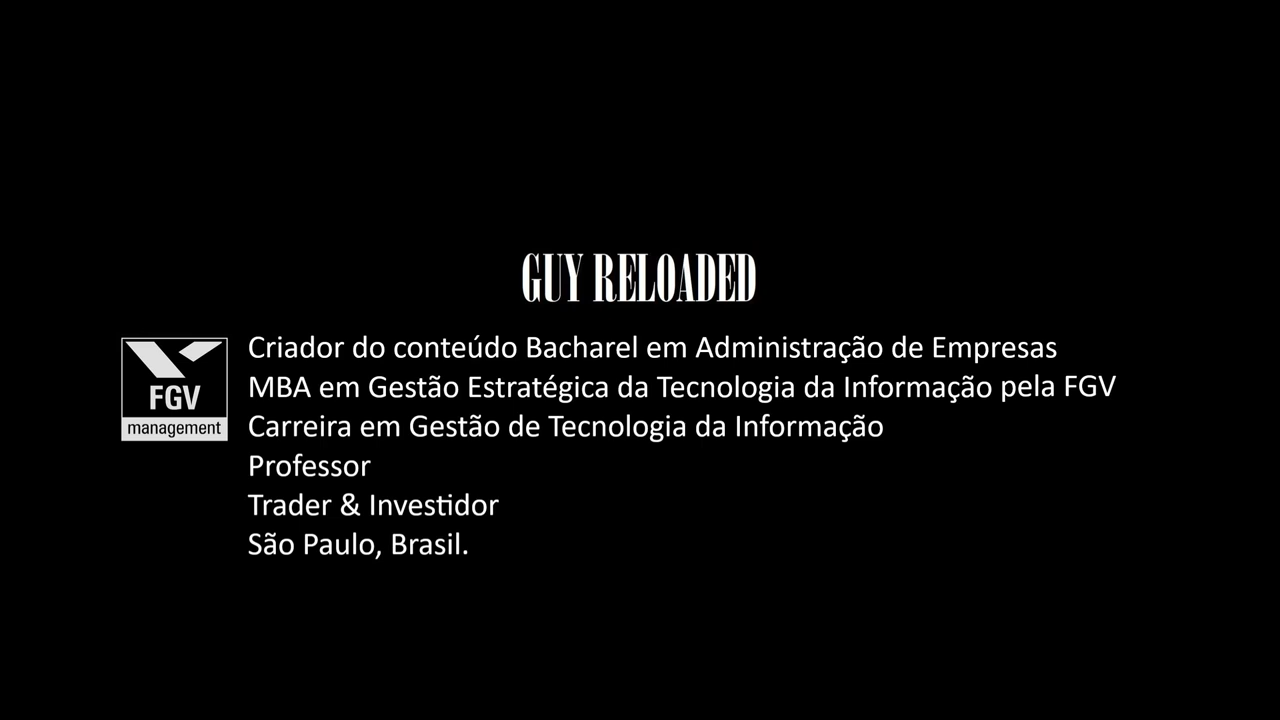 GUY RELOADED
FGV
management
Criador do conteúdo Bacharel em Administração de Empresas
MBA em Gestão Estratégica da Tecnologia da Informação pela FGV
Carreira em Gestão de Tecnologia da Informação
Professor
Trader & Investidor
São Paulo, Brasil.